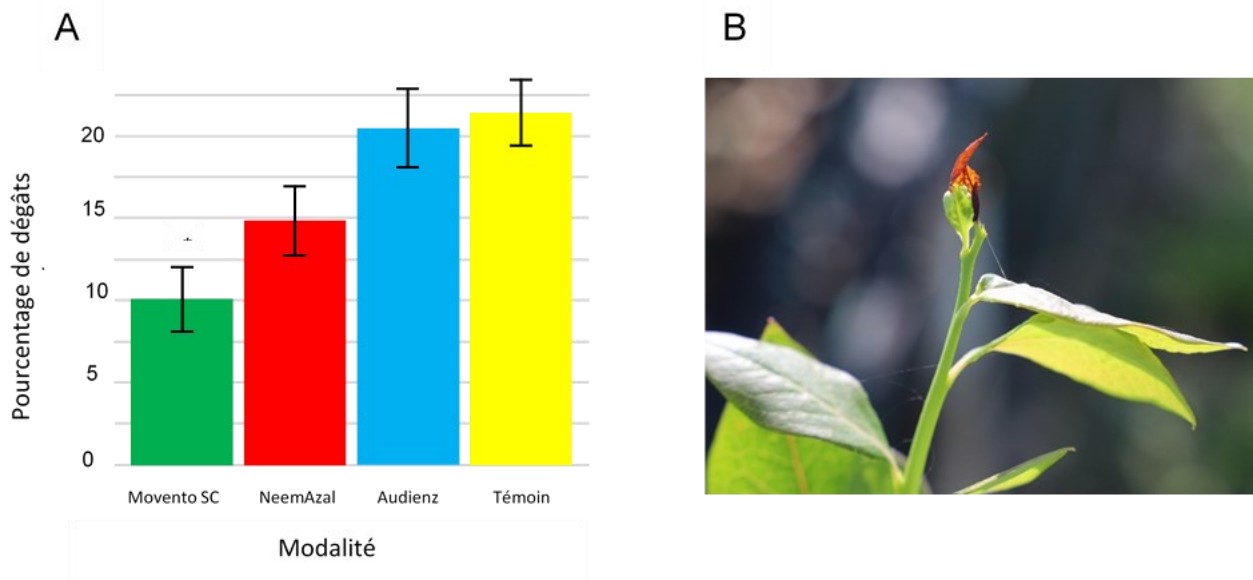 A
B
Pourcentage de dégâts
20
15
10
5
0
Movento SC
NeemAzal
Audienz
Témoin
Modalité